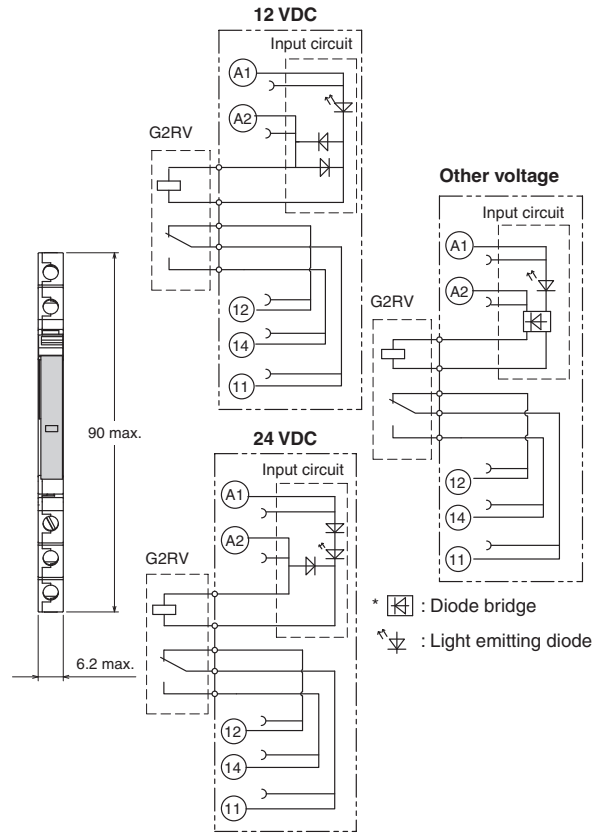 12 VDC
Input circuit
A1
A2
G2RV
12
14
11
Other voltage
Input circuit
A1
A2
G2RV
12
14
11
90 max.
6.2 max.
24 VDC
Input circuit
A1
A2
G2RV
12
14
11
* : Diode bridge
: Light emitting diode